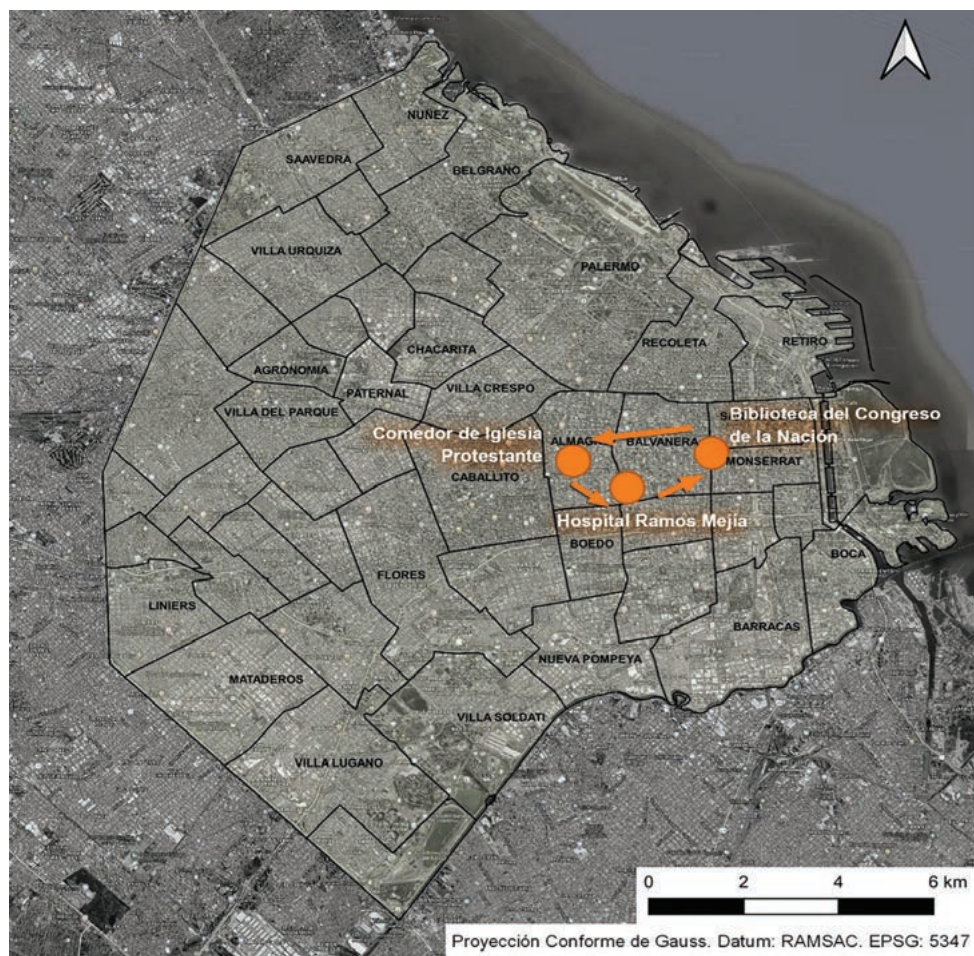 NUÑEZ
SAAVEDRA
BELGRANO
VILLA URQUIZA
PALERMO
RECOLETA
RETIRO
CHACARITA
AGRONOMIA
PATERNAL
VILLA CRESPO
VILLA DEL PARQUE
Biblioteca del Congreso
de la Nación
Comedor de Iglesia
Protestante
BALVANERA
MONSERRAT
CABALLITO
Hospital Ramos Mejía
BOEDO
BOCA
FLORES
LINIERS
BARRACAS
NUEVA POMPEYA
MATADEROS
VILLA SOLDATI
VILLA LUGANO
0 2 4 6 km
Proyección Conforme de Gauss. Datum: RAMSAC. EPSG: 5347